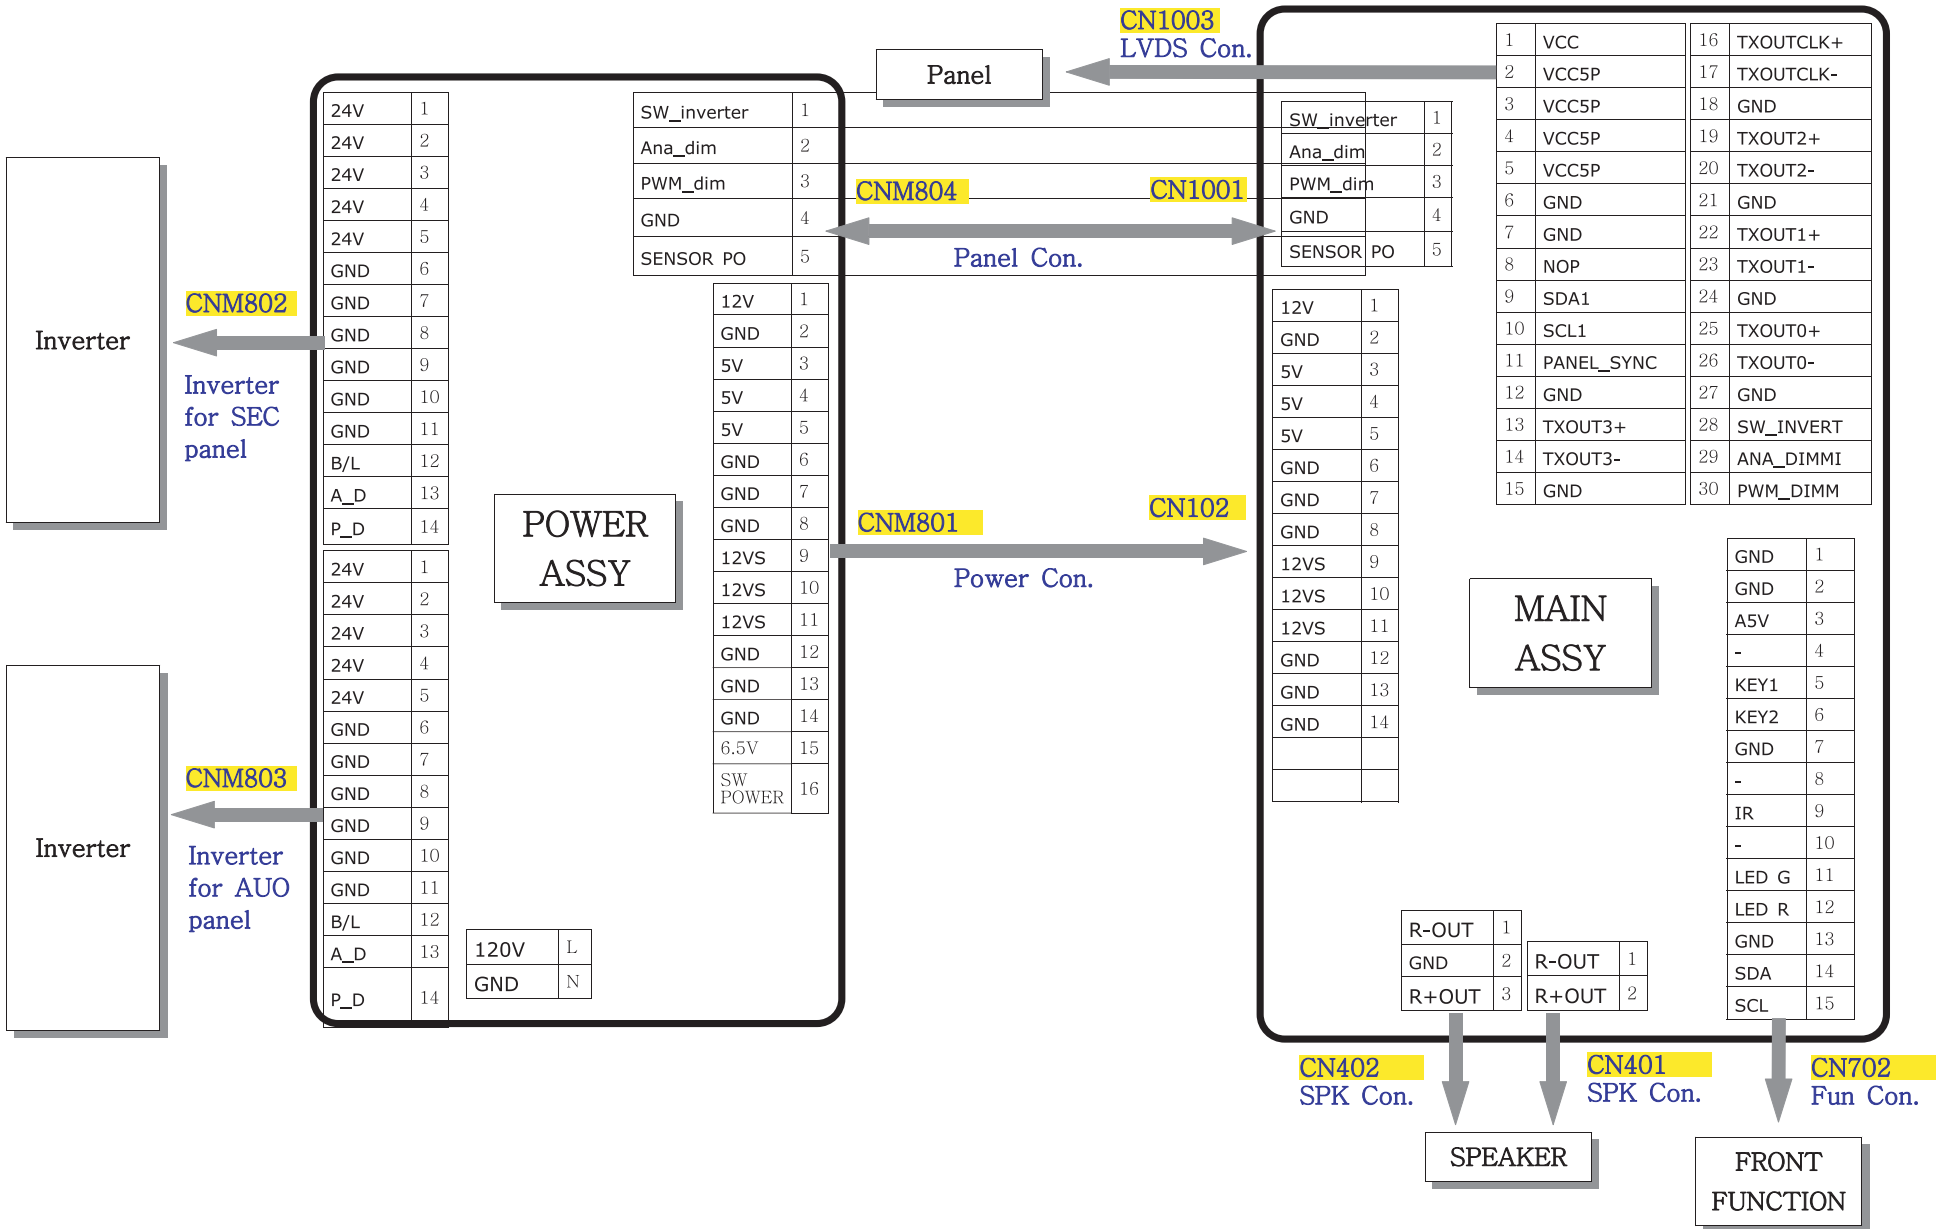 CN1003
LVDS Con.
Panel
Inverter
CNM802
Inverter
for SEC
panel
Inverter
CNM803
Inverter
for AUO
panel
24V 1
24V 2
24V 3
24V 4
24V 5
GND 6
GND 7
GND 8
GND 9
GND 10
GND 11
B/L 12
A_D 13
P_D 14
24V 1
24V 2
24V 3
24V 4
24V 5
GND 6
GND 7
GND 8
GND 9
GND 10
GND 11
B/L 12
A_D 13
P_D 14
POWER
ASSY
120V L
GND N
SW_inverter 1
Ana_dim 2
PWM_dim 3
GND 4
SENSOR PO 5
12V 1
GND 2
5V 3
5V 4
5V 5
GND 6
GND 7
GND 8
12VS 9
12VS 10
12VS 11
GND 12
GND 13
GND 14
6.5V 15
SW
POWER 16
CNM804
CN1001
Panel Con.
CNM801
CN102
Power Con.
SW_inverter 1
Ana_dim 2
PWM_dim 3
GND 4
SENSOR PO 5
12V 1
GND 2
5V 3
5V 4
5V 5
GND 6
GND 7
GND 8
12VS 9
12VS 10
12VS 11
GND 12
GND 13
GND 14
1 VCC
2 VCC5P
3 VCC5P
4 VCC5P
5 VCC5P
6 GND
7 GND
8 NOP
9 SDA1
10 SCL1
11 PANEL_SYNC
12 GND
13 TXOUT3+
14 TXOUT3-
15 GND
16 TXOUTCLK+
17 TXOUTCLK-
18 GND
19 TXOUT2+
20 TXOUT2-
21 GND
22 TXOUT1+
23 TXOUT1-
24 GND
25 TXOUT0+
26 TXOUT0-
27 GND
28 SW_INVERT
29 ANA_DIMMI
30 PWM_DIMM
MAIN
ASSY
GND 1
GND 2
A5V 3
- 4
KEY1 5
KEY2 6
GND 7
- 8
IR 9
- 10
LED G 11
LED R 12
GND 13
SDA 14
SCL 15
R-OUT 1
GND 2
R+OUT 3
R-OUT 1
R+OUT 2
CN402
SPK Con.
CN401
SPK Con.
CN702
Fun Con.
SPEAKER
FRONT
FUNCTION